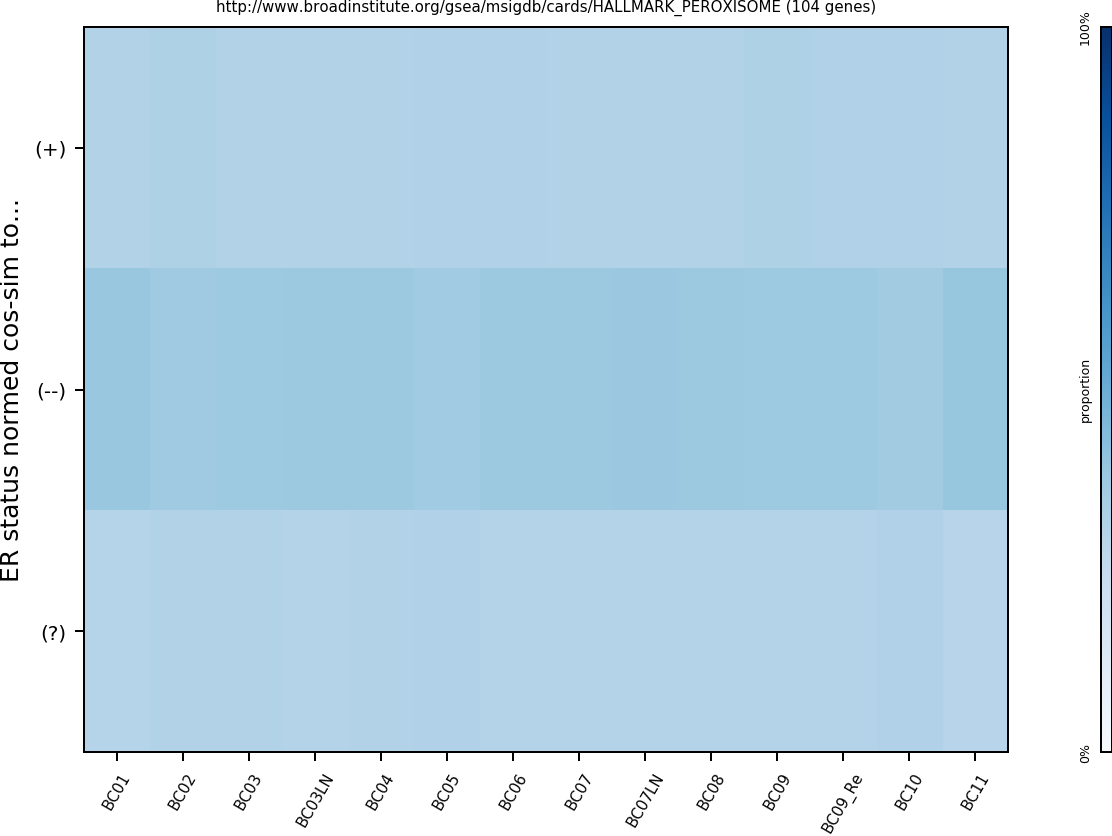 http://www.broadinstitute.org/gsea/msigdb/cards/HALLMARK_PEROXISOME (104 genes)
ER status normed cos-sim to...
(+)
(--)
(?)
BC01
BC02
BC03
BC03LN
BC04
BC05
BC06
BC07
BC07LN
BC08
BC09
BC09_Re
BC10
BC11
100%
proportion
0%